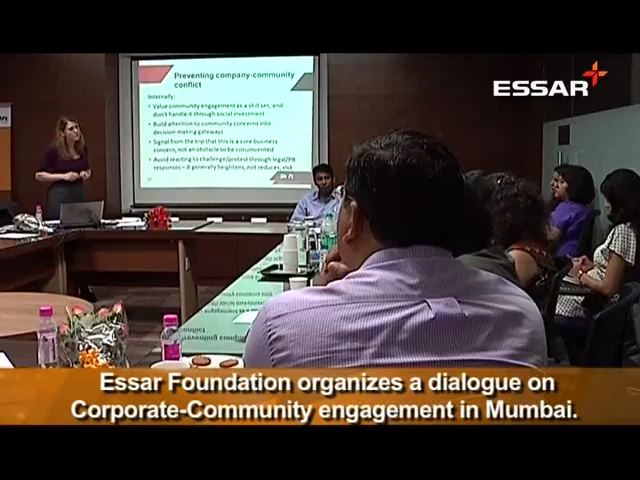 ESSAR
Preventing company-community
conflict
Internally:
• Value community engagement as a skill set, and
don't handle it through social investment
• Build attention to community concerns into
decision-making gateways
• Signal from the top that this is a core business
concern, not an obstacle to be circumvented
• Avoid reacting to challenge/protest through legal/PR
responses – it generally heightens, not reduces, risk
Essar Foundation organizes a dialogue on
Corporate-Community engagement in Mumbai.